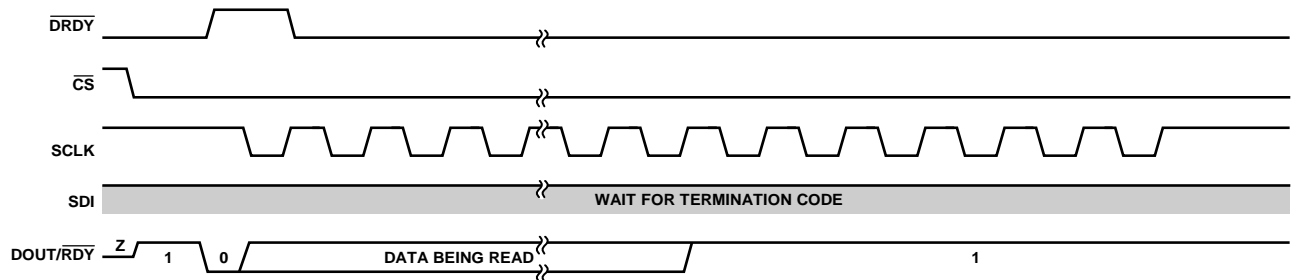 DRDY
CS
SCLK
SDI
WAIT FOR TERMINATION CODE
DOUT/RDY
Z
1
0
DATA BEING READ
1